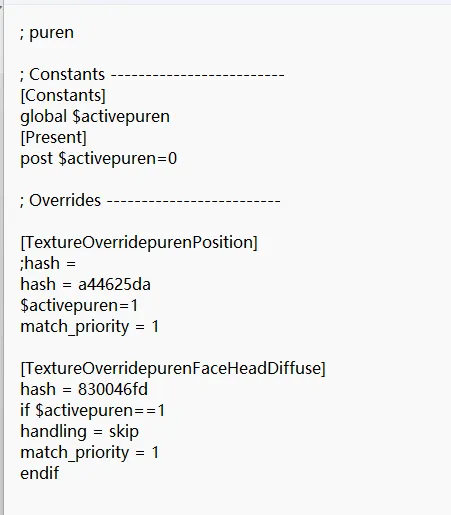 ; puren
; Constants -------------------------
[Constants]
global $activepuren
[Present]
post $activepuren=0
; Overrides -------------------------
[TextureOverridepurenPosition]
;hash =
hash = a44625da
$activepuren=1
match_priority = 1
[TextureOverridepurenFaceHeadDiffuse]
hash = 830046fd
if $activepuren==1
handling = skip
match_priority = 1
endif